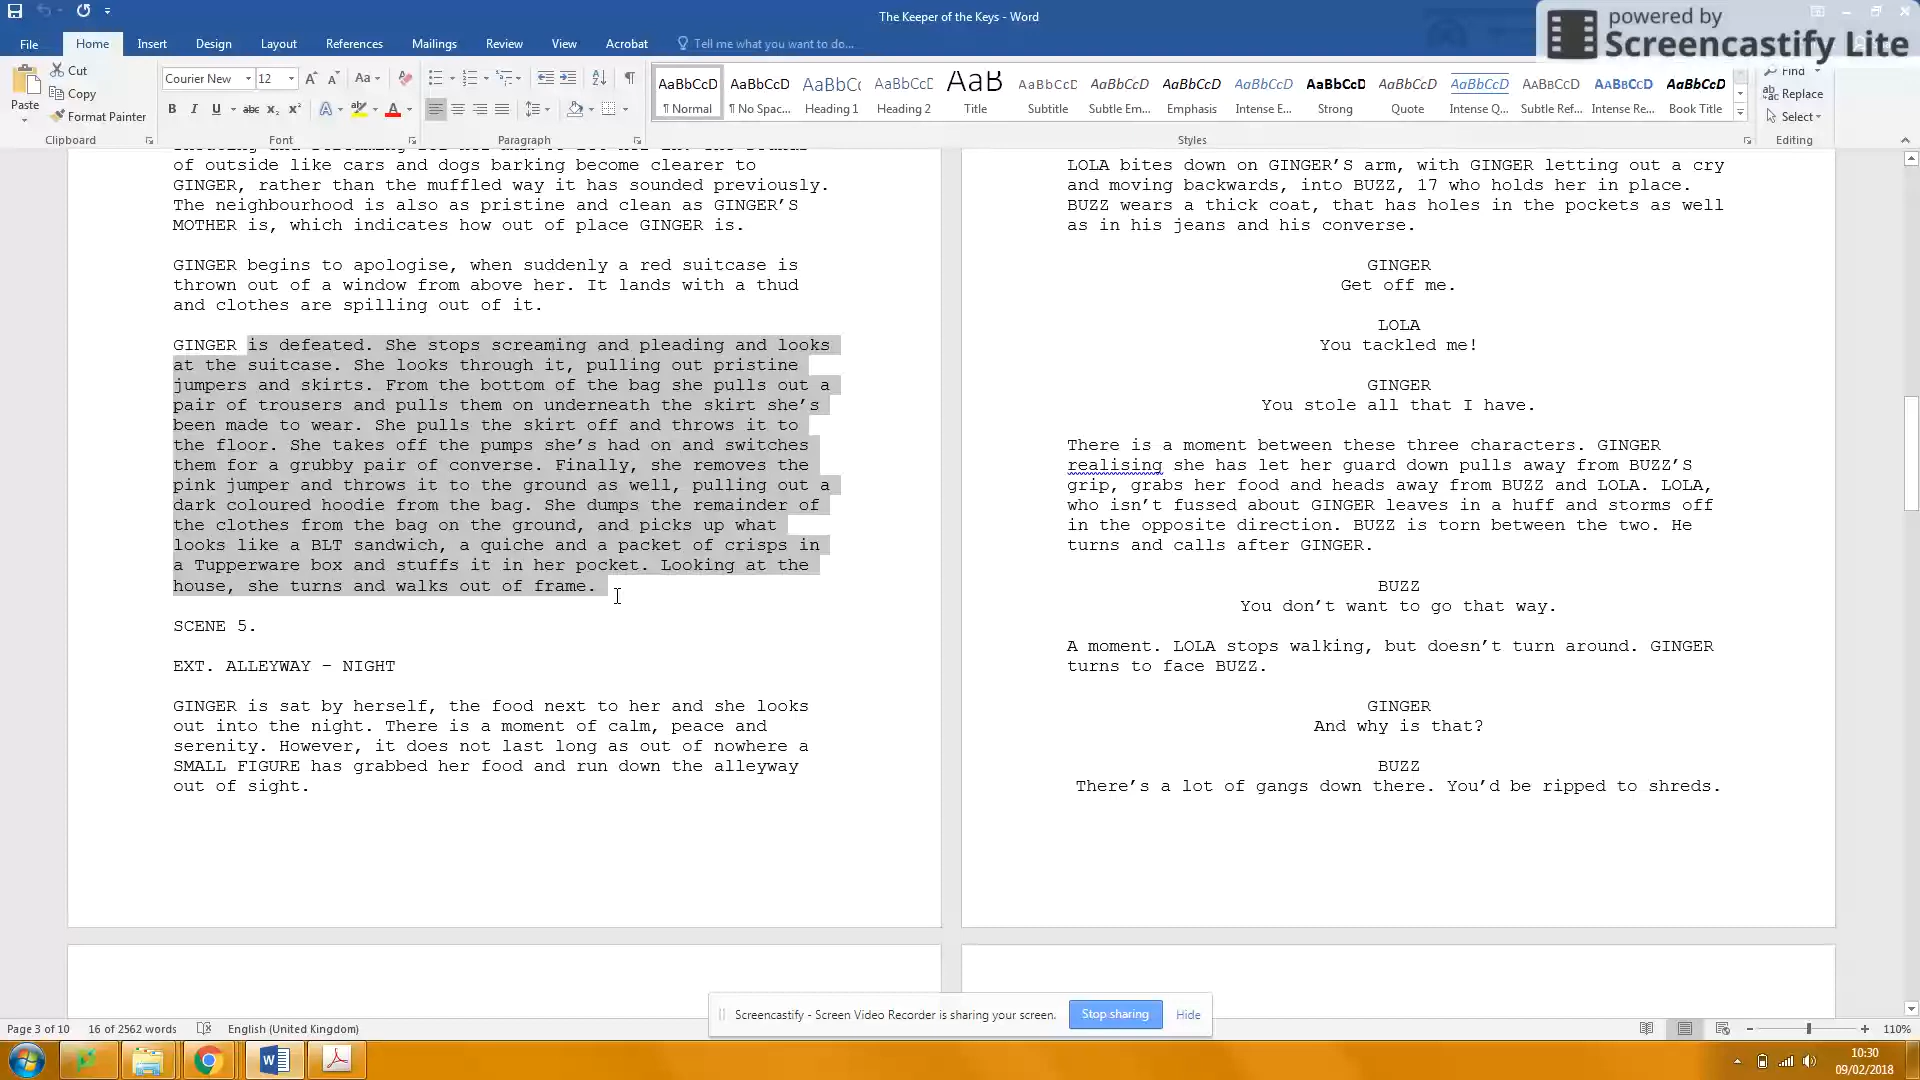 The Keeper of the Keys - Word
powered by
Screencastify Lite
File Home Insert Design Layout References Mailings Review View Acrobat Tell me what you want to do...
Paste
Cut
Copy
Format Painter
Clipboard
Courier New 12
Font
Paragraph
AaBbCcD AaBbCcD AaBbCc AaBbCcD AaB AaBbCcD AaBbCcD AaBbCcD AaBbCcD AaBbCcD AaBbCcD AaBbCcD AaBbCcD AaBbCcD AaBbCcD
¶ Normal ¶ No Spac... Heading 1 Heading 2 Title Subtitle Subtle Em... Emphasis Intense E... Strong Quote Intense Q... Subtle Ref... Intense Re... Book Title
Styles
Find
Replace
Select
Editing
of outside like cars and dogs barking become clearer to
GINGER, rather than the muffled way it has sounded previously.
The neighbourhood is also as pristine and clean as GINGER'S
MOTHER is, which indicates how out of place GINGER is.
GINGER begins to apologise, when suddenly a red suitcase is
thrown out of a window from above her. It lands with a thud
and clothes are spilling out of it.
GINGER is defeated. She stops screaming and pleading and looks
at the suitcase. She looks through it, pulling out pristine
jumpers and skirts. From the bottom of the bag she pulls out a
pair of trousers and pulls them on underneath the skirt she's
been made to wear. She pulls the skirt off and throws it to
the floor. She takes off the pumps she's had on and switches
them for a grubby pair of converse. Finally, she removes the
pink jumper and throws it to the ground as well, pulling out a
dark coloured hoodie from the bag. She dumps the remainder of
the clothes from the bag on the ground, and picks up what
looks like a BLT sandwich, a quiche and a packet of crisps in
a Tupperware box and stuffs it in her pocket. Looking at the
house, she turns and walks out of frame.
SCENE 5.
EXT. ALLEYWAY – NIGHT
GINGER is sat by herself, the food next to her and she looks
out into the night. There is a moment of calm, peace and
serenity. However, it does not last long as out of nowhere a
SMALL FIGURE has grabbed her food and run down the alleyway
out of sight.
LOLA bites down on GINGER'S arm, with GINGER letting out a cry
and moving backwards, into BUZZ, 17 who holds her in place.
BUZZ wears a thick coat, that has holes in the pockets as well
as in his jeans and his converse.
GINGER
Get off me.
LOLA
You tackled me!
GINGER
You stole all that I have.
There is a moment between these three characters. GINGER
realising she has let her guard down pulls away from BUZZ'S
grip, grabs her food and heads away from BUZZ and LOLA. LOLA,
who isn't fussed about GINGER leaves in a huff and storms off
in the opposite direction. BUZZ is torn between the two. He
turns and calls after GINGER.
BUZZ
You don't want to go that way.
A moment. LOLA stops walking, but doesn't turn around. GINGER
turns to face BUZZ.
GINGER
And why is that?
BUZZ
There's a lot of gangs down there. You'd be ripped to shreds.
Screencastify - Screen Video Recorder is sharing your screen. Stop sharing Hide
Page 3 of 10 16 of 2562 words English (United Kingdom) 110%
10:30
09/02/2018